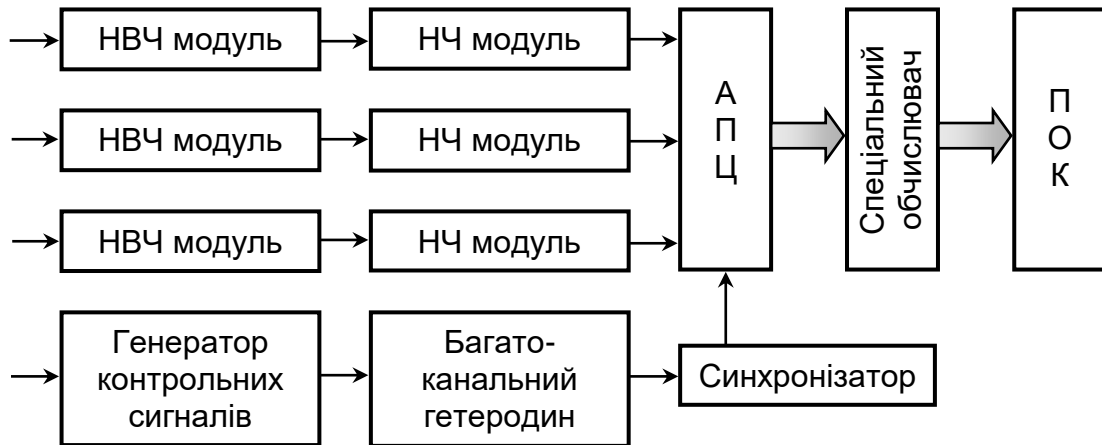 НВЧ модуль
НЧ модуль
НВЧ модуль
НЧ модуль
НВЧ модуль
НЧ модуль
А
П
Ц
Спеціальний
обчислювач
П
О
К
Генератор
контрольних
сигналів
Багато-
канальний
гетеродин
Синхронізатор